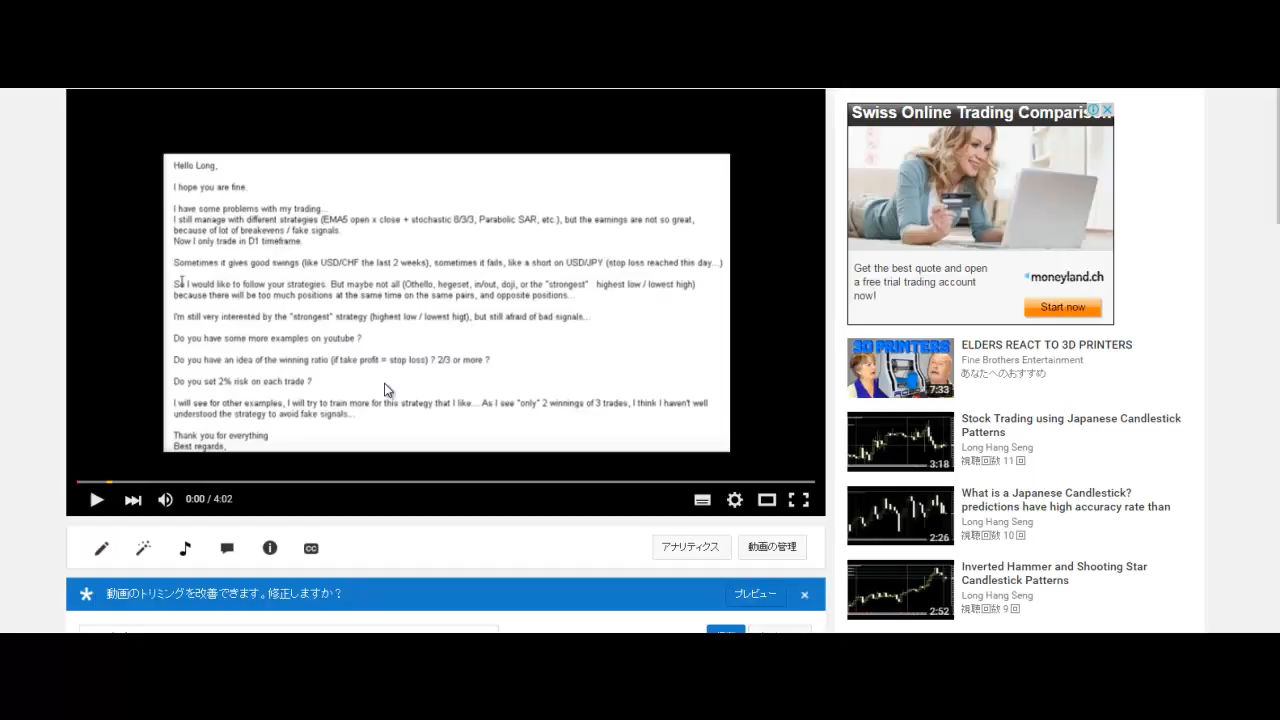 Hello Long,
I hope you are fine.
I have some problems with my trading...
I still manage with different strategies (EMA5 open x close + stochastic 8/3/3, Parabolic SAR, etc.), but the earnings are not so great,
because of lot of breakevens / fake signals.
Now I only trade in D1 timeframe.
Sometimes it gives good swings (like USD/CHF the last 2 weeks), sometimes it fails, like a short on USD/JPY (stop loss reached this day...)
So I would like to follow your strategies. But maybe not all (Othello, hegeset, in/out, doji, or the "strongest" highest low / lowest high)
because there will be too much positions at the same time on the same pairs, and opposite positions...
I'm still very interested by the "strongest" strategy (highest low / lowest higt), but still afraid of bad signals...
Do you have some more examples on youtube ?
Do you have an idea of the winning ratio (if take profit = stop loss) ? 2/3 or more ?
Do you set 2% risk on each trade ?
I will see for other examples, I will try to train more for this strategy that I like... As I see "only" 2 winnings of 3 trades, I think I haven't well
understood the strategy to avoid fake signals...
Thank you for everything
Best regards,
0:00 / 4:02
アナリティクス
動画の管理
動画のトリミングを改善できます。修正しますか？
プレビュー
Swiss Online Trading Comparison
Get the best quote and open
a free trial trading account
now!
moneyland.ch
Start now
3D PRINTERS
7:33
ELDERS REACT TO 3D PRINTERS
Fine Brothers Entertainment
あなたへのおすすめ
3:18
Stock Trading using Japanese Candlestick
Patterns
Long Hang Seng
視聴回数 11 回
2:26
What is a Japanese Candlestick?
predictions have high accuracy rate than
Long Hang Seng
視聴回数 10 回
2:52
Inverted Hammer and Shooting Star
Candlestick Patterns
Long Hang Seng
視聴回数 9 回